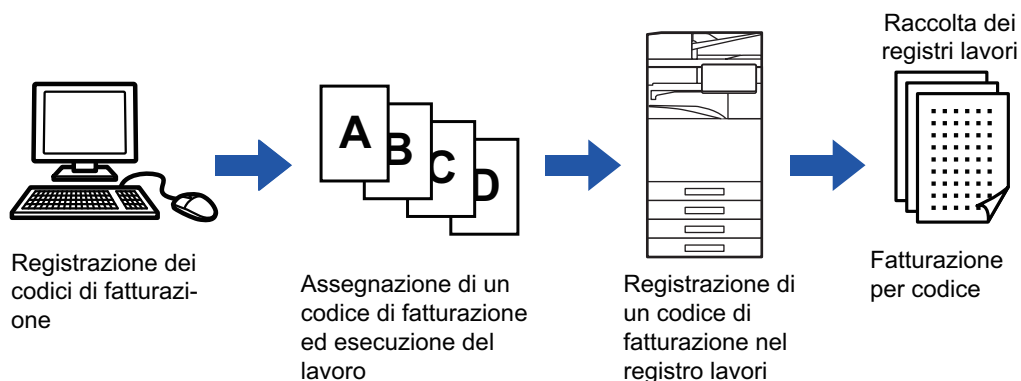 Registrazione dei
codici di fatturazi-
one
A
B
C
D
Assegnazione di un
codice di fatturazione
ed esecuzione del
lavoro
Registrazione di
un codice di
fatturazione nel
registro lavori
Raccolta dei
registri lavori
Fatturazione
per codice